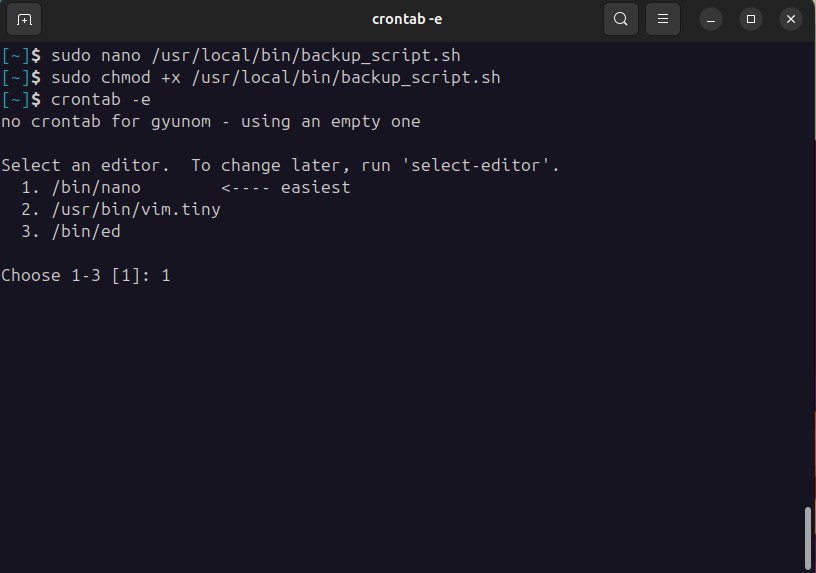 crontab -e
[~]$ sudo nano /usr/local/bin/backup_script.sh
[~]$ sudo chmod +x /usr/local/bin/backup_script.sh
[~]$ crontab -e
no crontab for gyunom - using an empty one
Select an editor.  To change later, run 'select-editor'.
  1. /bin/nano        <---- easiest
  2. /usr/bin/vim.tiny
  3. /bin/ed
Choose 1-3 [1]: 1